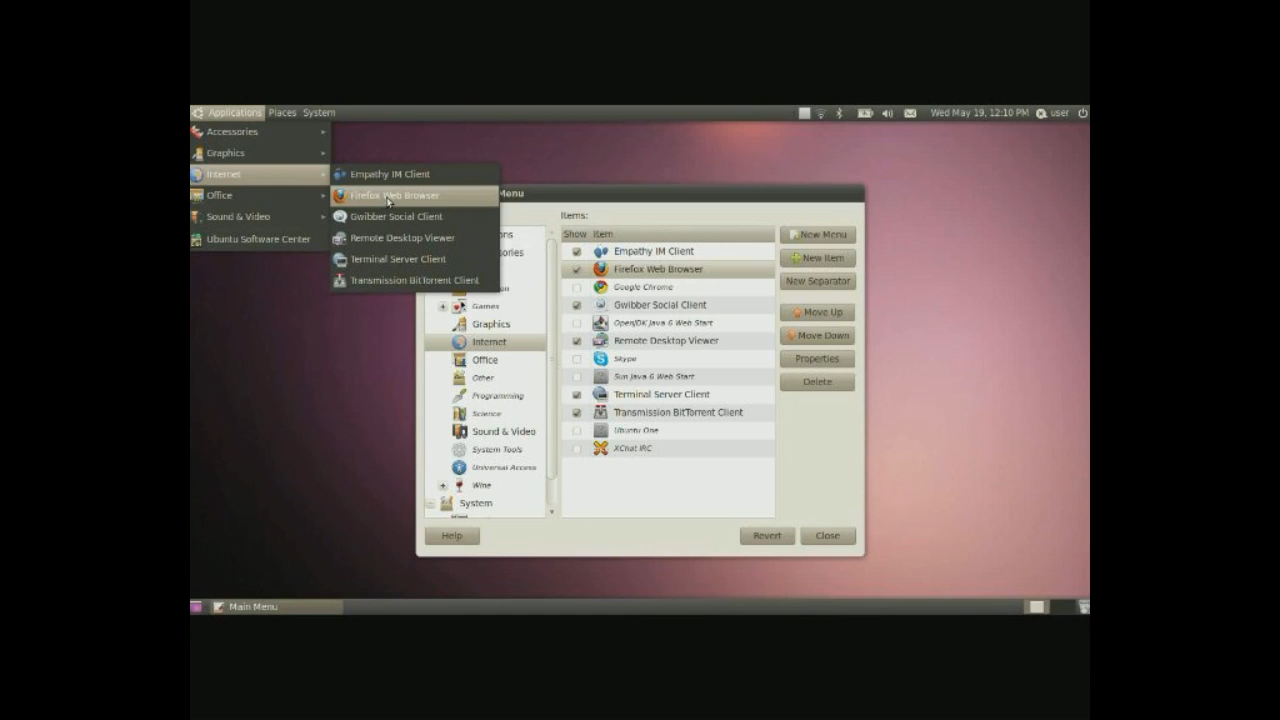 Applications Places System
Wed May 19, 12:10 PM user
Accessories
Graphics
Internet
Office
Sound & Video
Ubuntu Software Center
Empathy IM Client
Firefox Web Browser
Gwibber Social Client
Remote Desktop Viewer
Terminal Server Client
Transmission BitTorrent Client
Menu
Games
Graphics
Internet
Office
Other
Programming
Science
Sound & Video
System Tools
Universal Access
Wine
System
Items:
Show Item
Empathy IM Client
Firefox Web Browser
Google Chrome
Gwibber Social Client
OpenJDK Java 6 Web Start
Remote Desktop Viewer
Skype
Sun Java 6 Web Start
Terminal Server Client
Transmission BitTorrent Client
Ubuntu One
XChat IRC
New Menu
New Item
New Separator
Move Up
Move Down
Properties
Delete
Help
Revert
Close
Main Menu